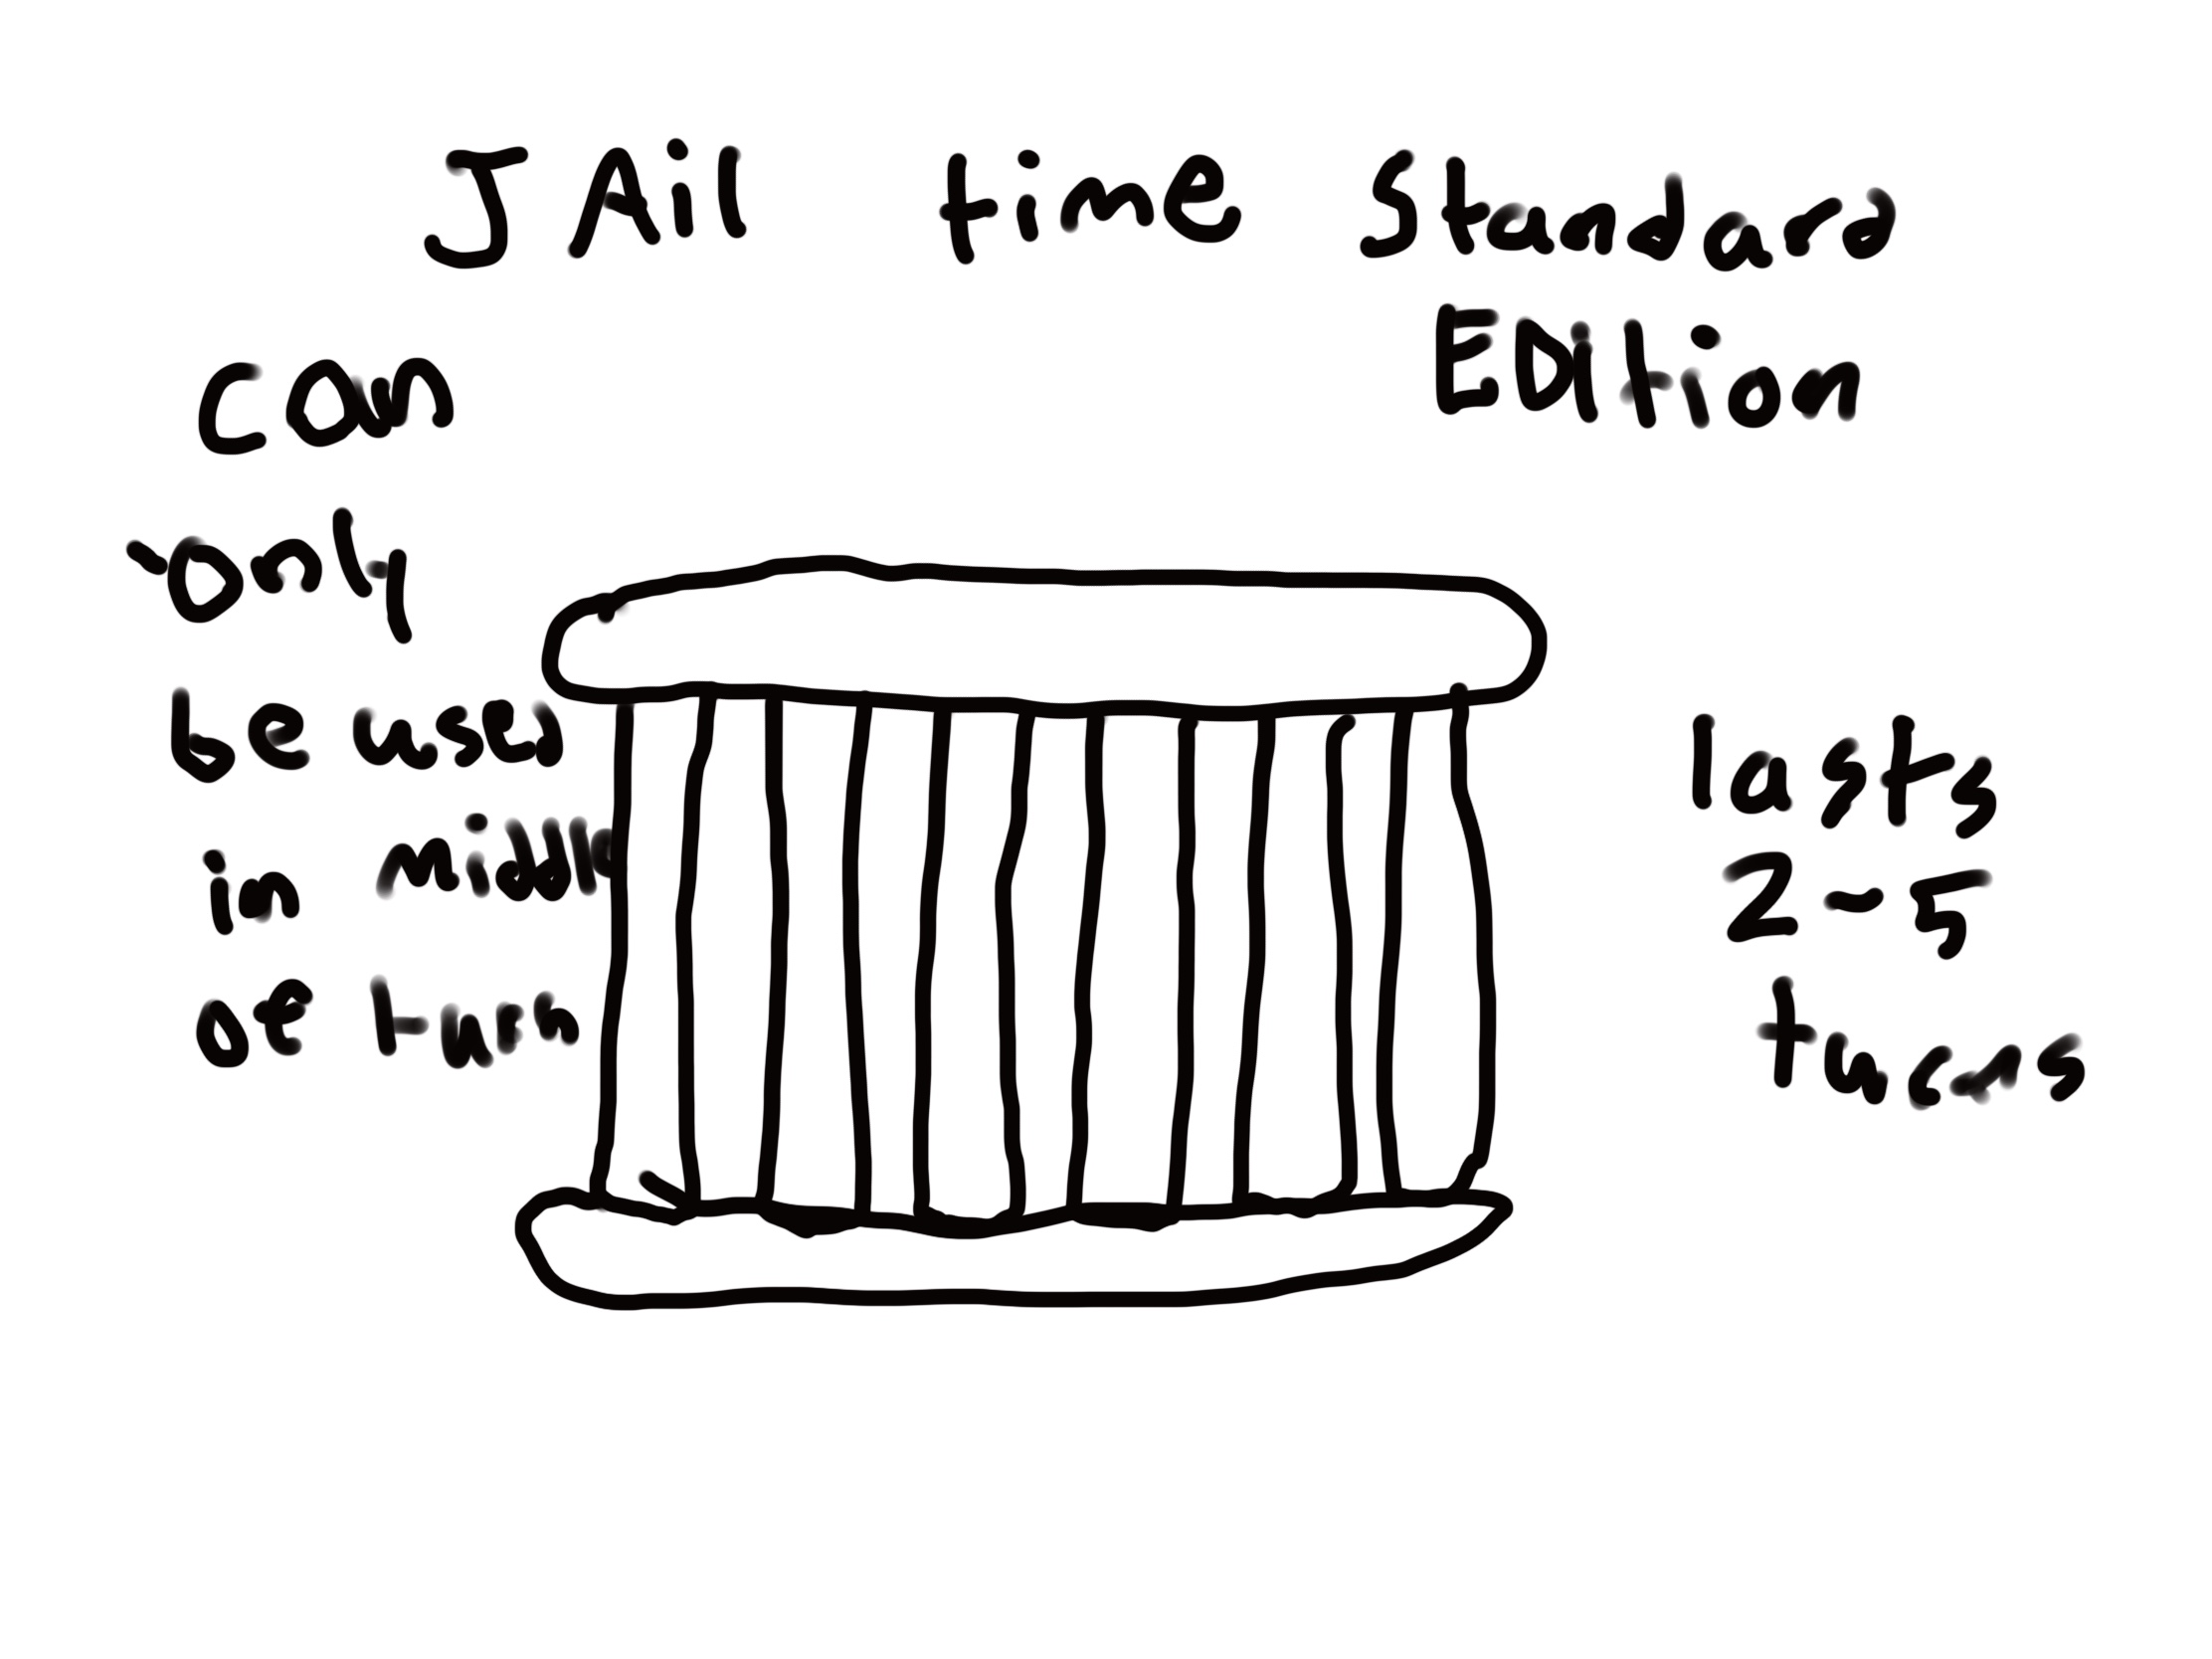 JAil time Standard
EDition
can
only
be used
in middle
of turn
lasts
2-5
turns